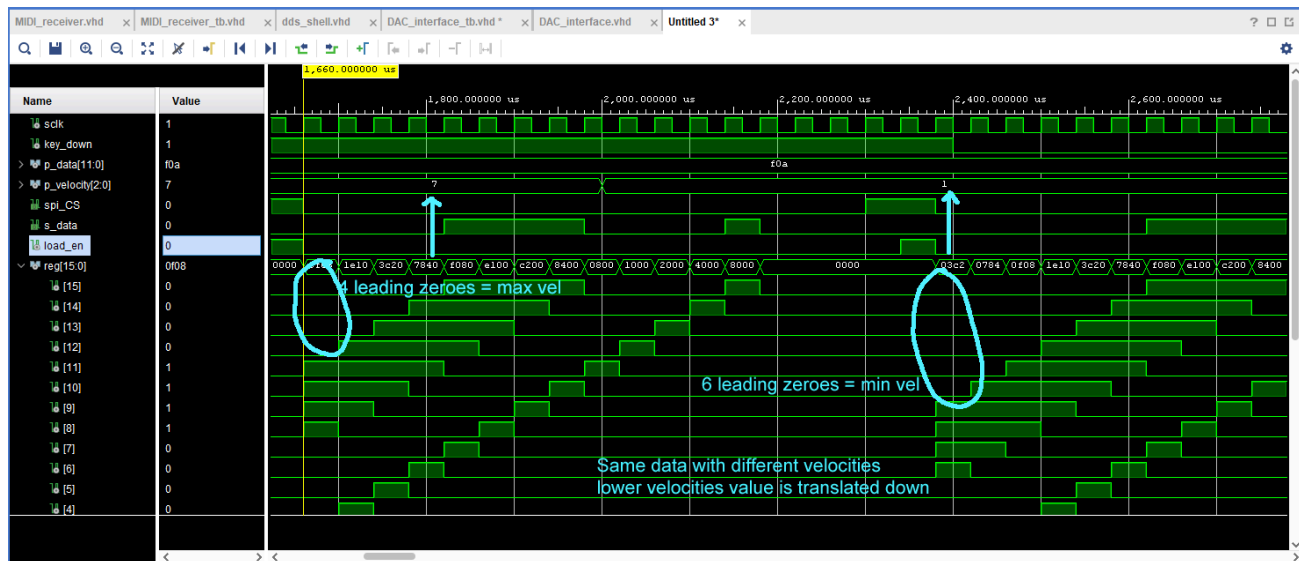 MIDI_receiver.vhd × MIDI_receiver_tb.vhd × dds_shell.vhd × DAC_interface_tb.vhd * × DAC_interface.vhd × Untitled 3* ×
1,660.000000 us
Name Value
1,800.000000 us 2,000.000000 us 2,200.000000 us 2,400.000000 us 2,600.000000 us
sclk 1
key_down 1
p_data[11:0] f0a f0a
p_velocity[2:0] 7 7 1
spi_CS 0
s_data 0
load_en 0
reg[15:0] 0f08 0000 1e10 3c20 7840 f080 e100 c200 8400 0800 1000 2000 4000 8000 0000 03c2 0784 0f08 1e10 3c20 7840 f080 e100 c200 8400
[15] 0 4 leading zeroes = max vel
[14] 0
[13] 0
[12] 0
[11] 1
[10] 1 6 leading zeroes = min vel
[9] 1
[8] 1
[7] 0
[6] 0 Same data with different velocities
[5] 0 lower velocities value is translated down
[4] 0